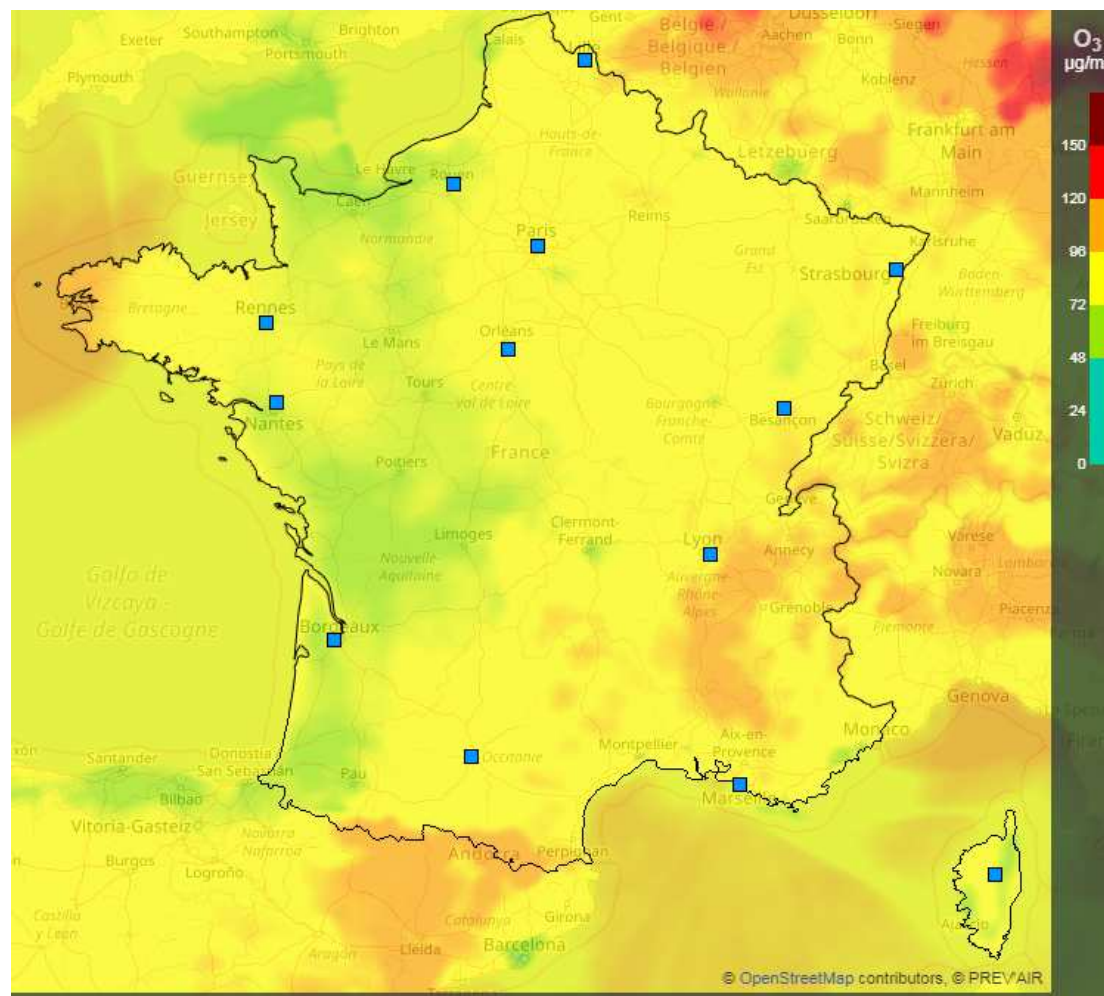 Düsseldorf
Siegen
Gent
België /
Belgique /
Belgien
Aachen
Bonn
Koblenz
Hessen
Exeter
Southampton
Brighton
Portsmouth
Plymouth
Calais
Wallonie
Frankfurt am
Main
Hauts-de-
France
Letzebuerg
Le Havre
Rouen
Guernsey
Caen
Jersey
Mannheim
Reims
Saarbrücken
Karlsruhe
Normandie
Paris
Grand
Est
Strasbourg
Baden-
Württemberg
Bretagne
Rennes
Le Mans
Orléans
Freiburg
im Breisgau
Pays de
la Loire
Tours
Centre-
val de Loire
Basel
Zürich
Bourgogne-
Franche-
Comté
Besançon
Schweiz/
Suisse/Svizzera/
Svizra
Vaduz
Nantes
France
Poitiers
Genève
Limoges
Clermont-
Ferrand
Lyon
Annecy
Varese
Novara
Nouvelle-
Aquitaine
Auvergne-
Rhône-
Alpes
Grenoble
Piacenza
Piemonte
Golfo de
Vizcaya -
Golfe de Gascogne
Bordeaux
Genova
Monaco
Aix-en-
Provence
Montpellier
Occitanie
Marseille
Santander
Donostia
San Sebastián
Pau
Bilbao
Vitoria-Gasteiz
Navarra
Nafarroa
Burgos
Logroño
Andorra
Perpignan
Castilla
y León
Aragón
Lleida
Catalunya
Girona
Barcelona
Ajaccio
O3
µg/m
150
120
96
72
48
24
0
© OpenStreetMap contributors, © PREV'AIR